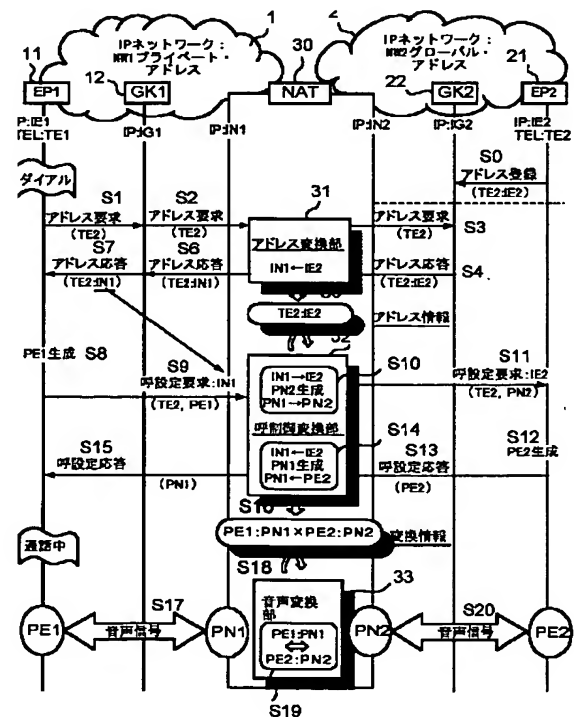 1
2
IPネットワーク:
NW1プライベート・
アドレス
IPネットワーク:
NW2グローバル・
アドレス
11
12
30
22
21
EP1
GK1
NAT
GK2
EP2
IP:IE1
TEL:TE1
IP:IG1
IP:IN1
IP:IN2
IP:IG2
IP:IE2
TEL:TE2
ダイアル
S0
アドレス登録
(TE2:IE2)
S1
アドレス要求
(TE2)
S2
アドレス要求
(TE2)
31
アドレス変換部
IN1←IE2
アドレス要求
(TE2)
S3
S7
アドレス応答
(TE2:IN1)
S6
アドレス応答
(TE2:IN1)
アドレス応答
(TE2:IE2)
S4
TE2:IE2
アドレス情報
32
PE1生成 S8
S9
呼設定要求:IN1
(TE2, PE1)
IN1→IE2
PN2生成
PN1→PN2
S10
S11
呼設定要求:IE2
(TE2, PN2)
呼制御変換部
S12
PE2生成
S15
呼設定応答
(PN1)
IN1←IE2
PN1生成
PN1←PE2
S14
S13
呼設定応答
(PE2)
S16
PE1:PN1×PE2:PN2
変換情報
通話中
S18
33
音声変換
部
PE1:PN1
⇔
PE2:PN2
S19
PE1
S17
音声信号
PN1
PN2
S20
音声信号
PE2